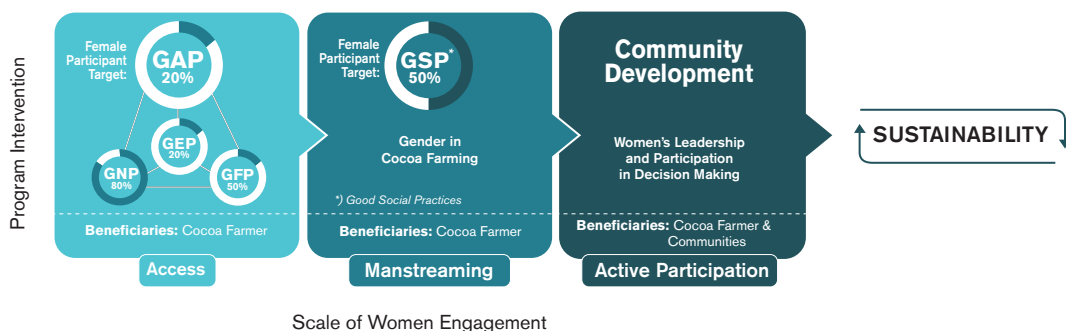 Program Intervention
Female
Participant
Target:
GAP
20%
GEP
20%
GNP
80%
GFP
50%
Beneficiaries: Cocoa Farmer
Access
Female
Participant
Target:
GSP*
50%
Gender in
Cocoa Farming
*) Good Social Practices
Beneficiaries: Cocoa Farmer
Manstreaming
Community
Development
Women's Leadership
and Participation
in Decision Making
Beneficiaries: Cocoa Farmer &
Communities
Active Participation
SUSTAINABILITY
Scale of Women Engagement